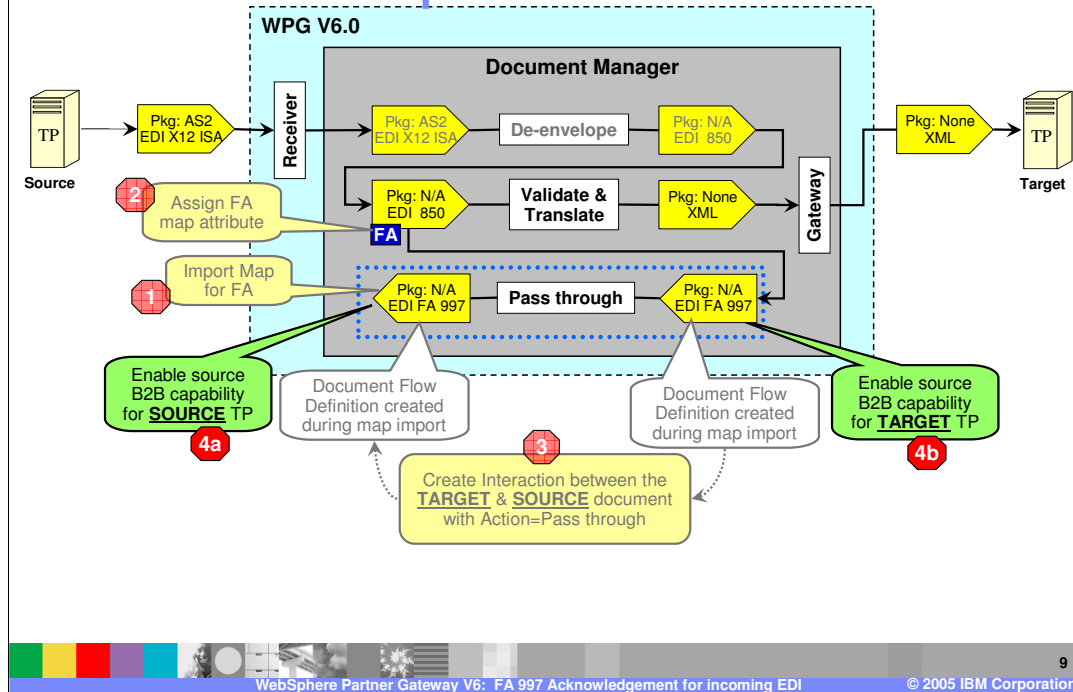 WPG V6.0
Document Manager
TP
Source
Pkg: AS2
EDI X12 ISA
Receiver
Pkg: AS2
EDI X12 ISA
De-envelope
Pkg: N/A
EDI 850
Pkg: None
XML
TP
Target
2
Assign FA
map attribute
Pkg: N/A
EDI 850
FA
Validate &
Translate
Pkg: None
XML
Gateway
1
Import Map
for FA
Pkg: N/A
EDI FA 997
Pass through
Pkg: N/A
EDI FA 997
Enable source
B2B capability
for SOURCE TP
4a
Document Flow
Definition created
during map import
Document Flow
Definition created
during map import
Enable source
B2B capability
for TARGET TP
4b
3
Create Interaction between the
TARGET & SOURCE document
with Action=Pass through
9
WebSphere Partner Gateway V6: FA 997 Acknowledgement for incoming EDI
© 2005 IBM Corporation